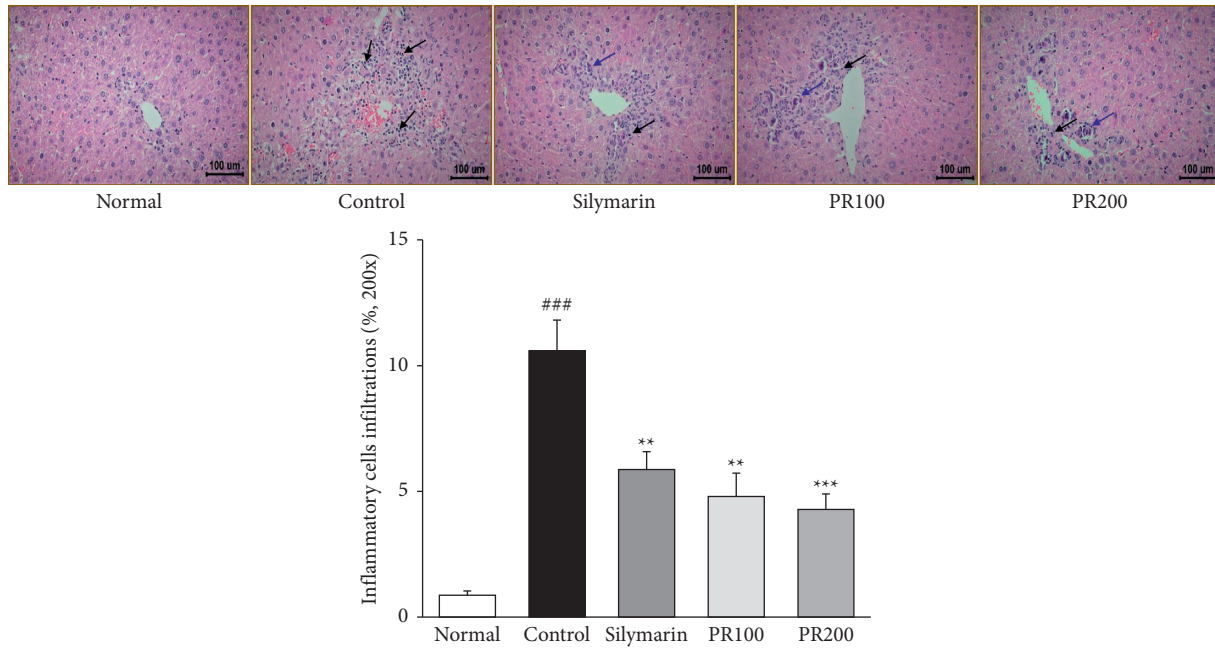 100 um
100 um
100 um
100 um
100 um
Normal
Control
Silymarin
PR100
PR200
Inflammatory cells infiltrations (%, 200x)
15
10
5
0
###
**
**
***
Normal
Control
Silymarin
PR100
PR200